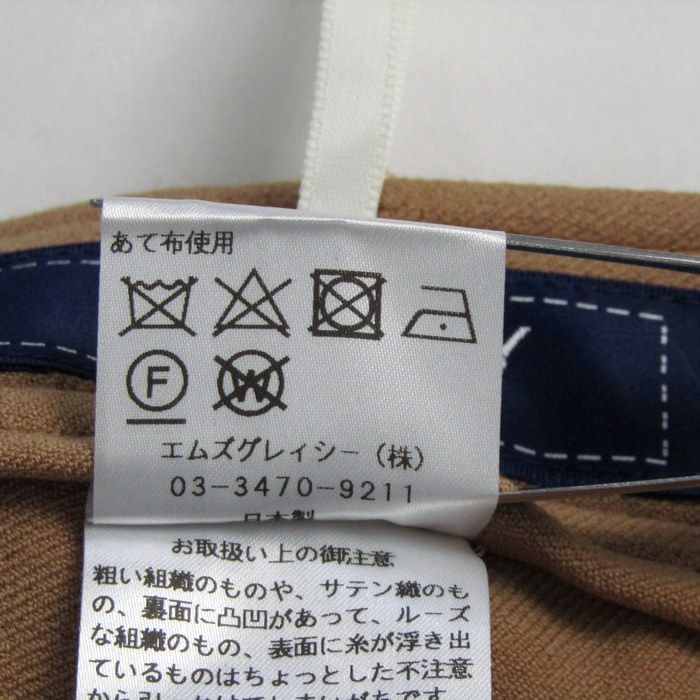 あて布使用
F
W
エムズグレイシー(株)
03-3470-9211
日本製
お取扱い上の御注意
粗い組織のものや、サテン織のも
の、裏面に凸凹があって、ルーズ
な組織のもの、表面に糸が浮き出
ているものはちょっとした不注意